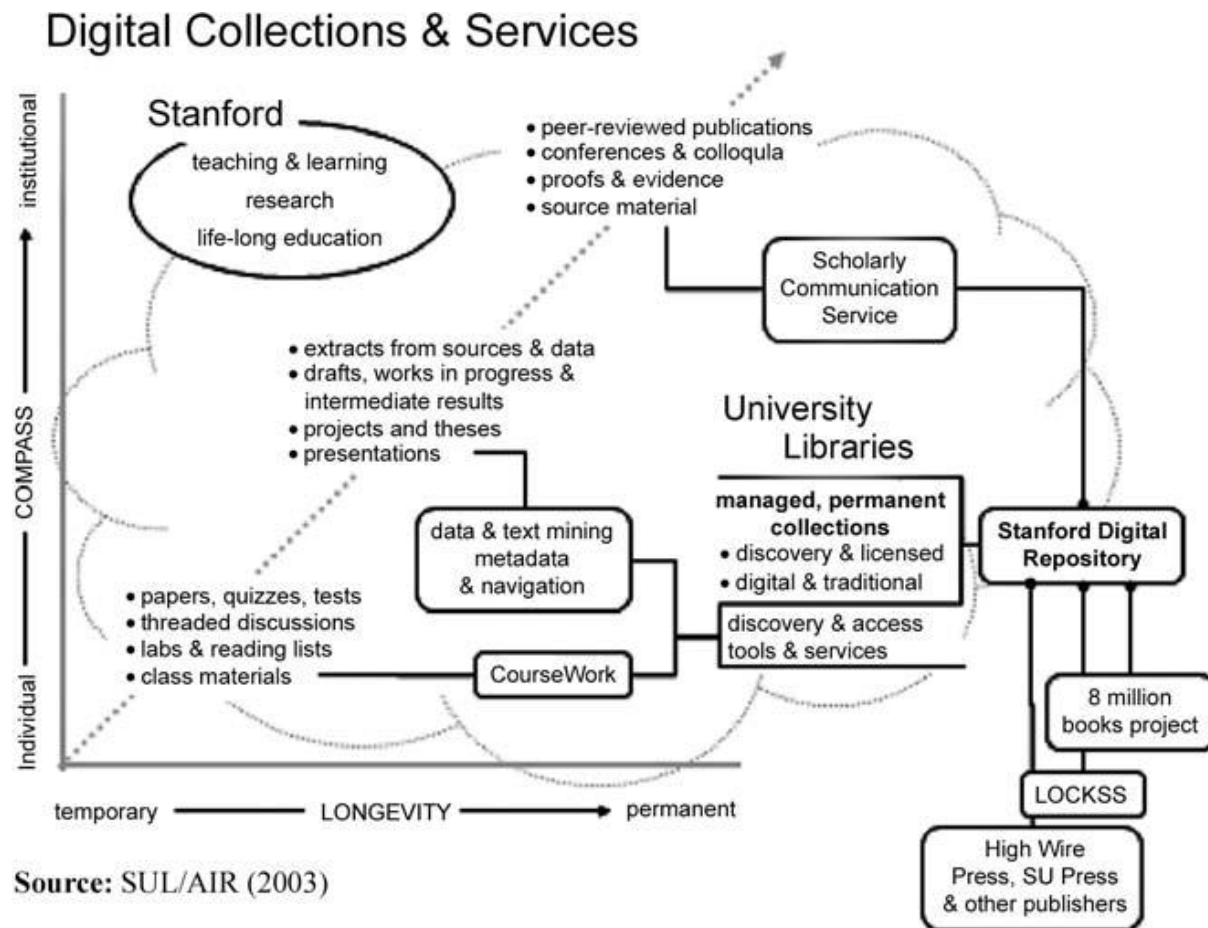 Digital Collections & Services
institutional
COMPASS
Individual
Stanford
teaching & learning
research
life-long education
• peer-reviewed publications
• conferences & colloqula
• proofs & evidence
• source material
Scholarly
Communication
Service
• extracts from sources & data
• drafts, works in progress &
intermediate results
• projects and theses
• presentations
University
Libraries
managed, permanent
collections
• discovery & licensed
• digital & traditional
discovery & access
tools & services
Stanford Digital
Repository
data & text mining
metadata
& navigation
• papers, quizzes, tests
• threaded discussions
• labs & reading lists
• class materials
CourseWork
8 million
books project
LOCKSS
High Wire
Press, SU Press
& other publishers
temporary
LONGEVITY
permanent
Source: SUL/AIR (2003)